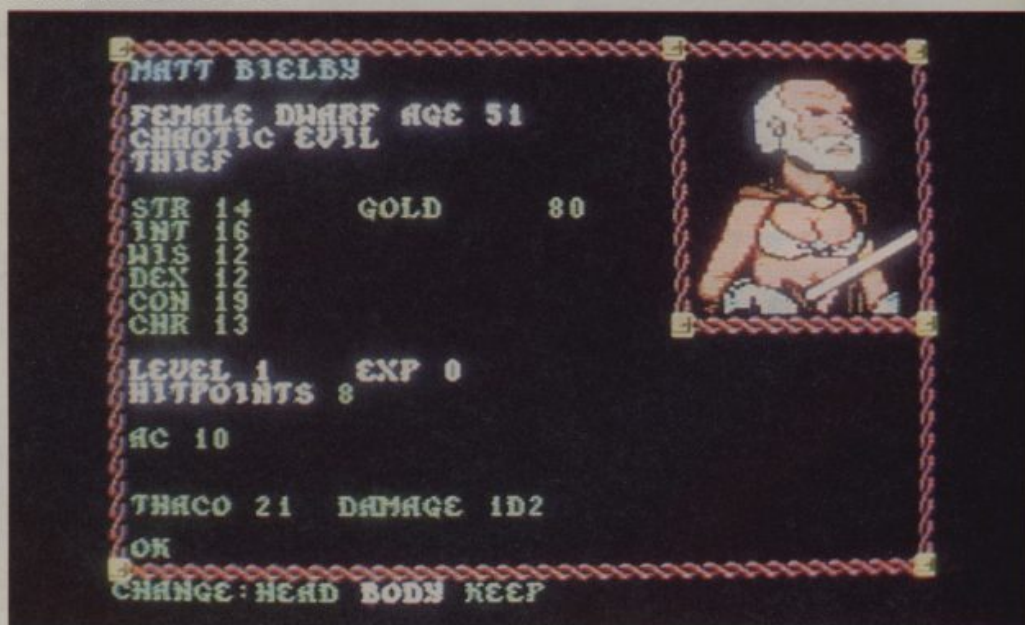 MATT BIELBY
FEMALE DWARF AGE 51
CHAOTIC EVIL
THIEF
STR 14 GOLD 80
INT 16
WIS 12
DEX 12
CON 19
CHR 13
LEVEL 1 EXP 0
HITPOINTS 8
AC 10
THACO 21 DAMAGE 1D2
OK
CHANGE: HEAD BODY KEEP